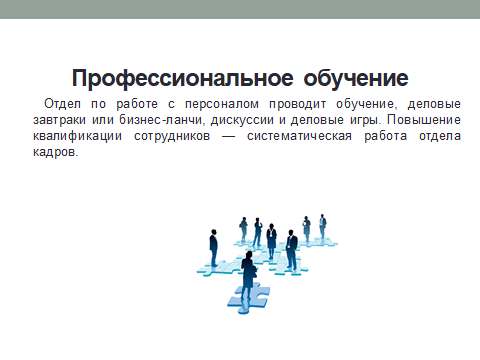 Профессиональное обучение
Отдел по работе с персоналом проводит обучение, деловые
завтраки или бизнес-ланчи, дискуссии и деловые игры. Повышение
квалификации сотрудников — систематическая работа отдела
кадров.